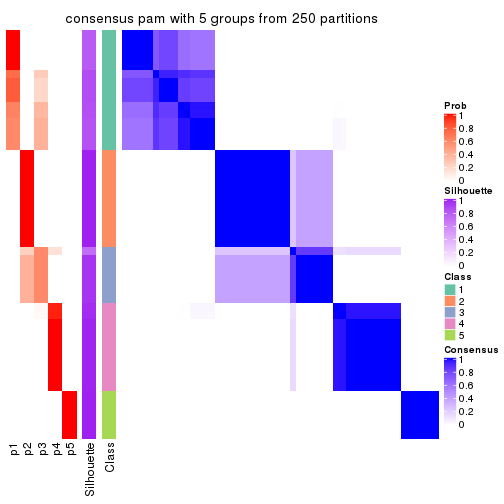 consensus pam with 5 groups from 250 partitions
Prob
1
0.8
0.6
0.4
0.2
0
Silhouette
1
0.8
0.6
0.4
0.2
0
Class
1
2
3
4
5
Consensus
1
0.8
0.6
0.4
0.2
0
p1
p2
p3
p4
p5
Silhouette
Class